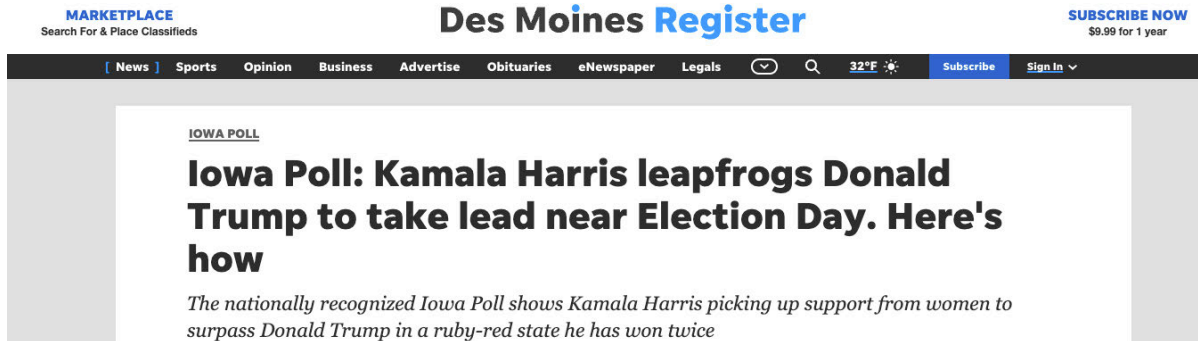 MARKETPLACE
Search For & Place Classifieds
Des Moines Register
SUBSCRIBE NOW
$9.99 for 1 year
[ News ] Sports Opinion Business Advertise Obituaries eNewspaper Legals 32°F Subscribe Sign In
IOWA POLL
Iowa Poll: Kamala Harris leapfrogs Donald
Trump to take lead near Election Day. Here's
how
The nationally recognized Iowa Poll shows Kamala Harris picking up support from women to
surpass Donald Trump in a ruby-red state he has won twice